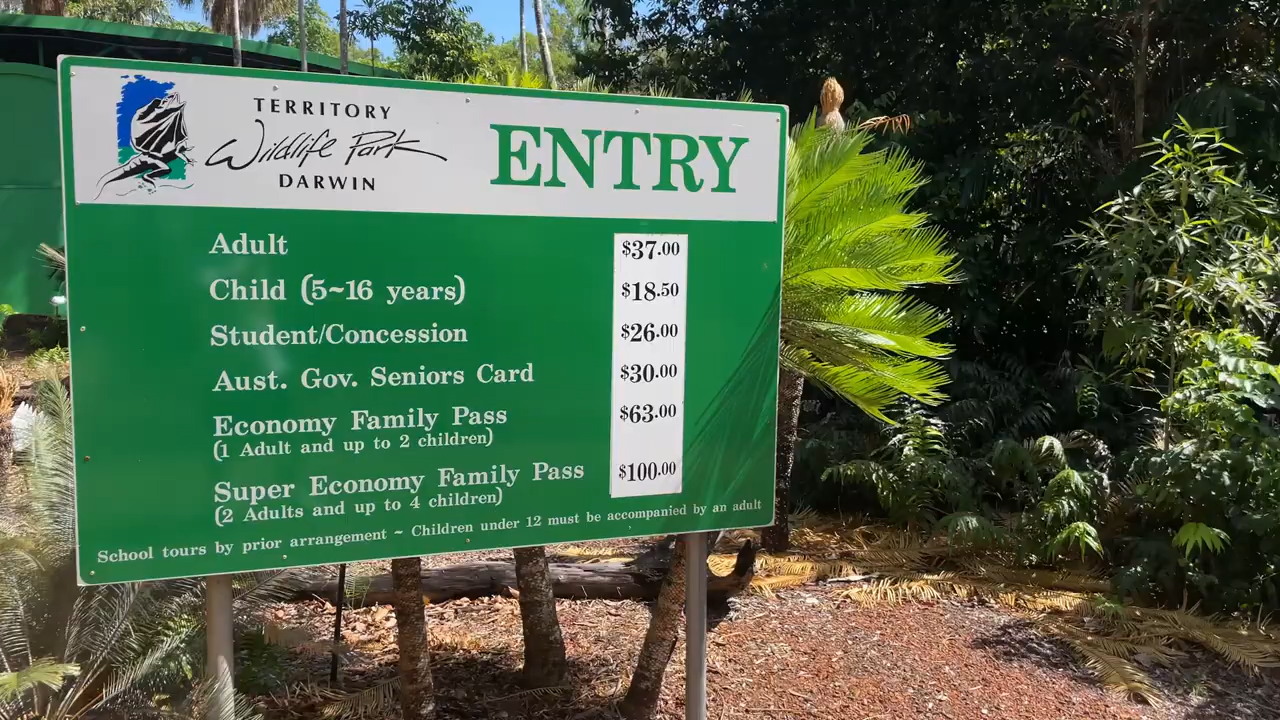 TERRITORY
Wildlife Park
DARWIN
ENTRY
Adult $37.00
Child (5~16 years) $18.50
Student/Concession $26.00
Aust. Gov. Seniors Card $30.00
Economy Family Pass $63.00
(1 Adult and up to 2 children)
Super Economy Family Pass $100.00
(2 Adults and up to 4 children)
School tours by prior arrangement ~ Children under 12 must be accompanied by an adult